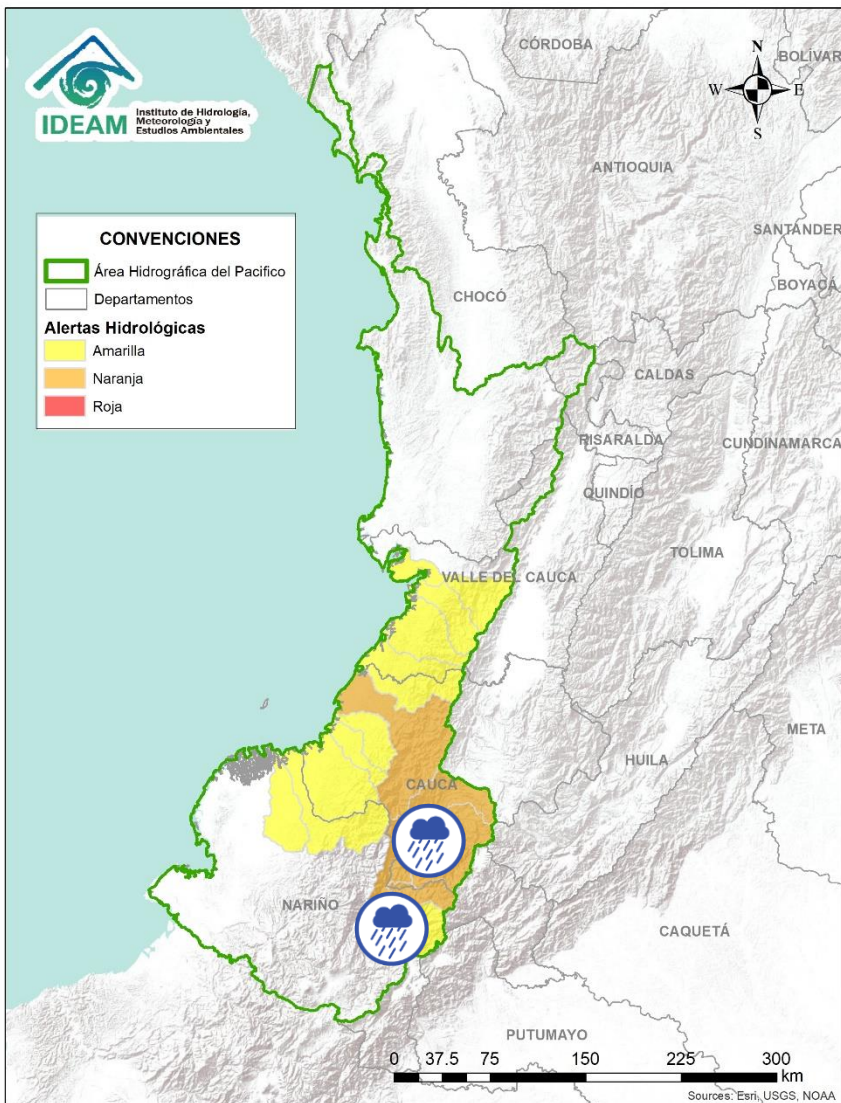 IDEAM
Instituto de Hidrología,
Meteorología y
Estudios Ambientales
N
W
E
S
CÓRDOBA
BOLÍVAR
ANTIOQUIA
SANTANDER
BOYACÁ
CONVENCIONES
Área Hidrográfica del Pacifico
Departamentos
Alertas Hidrológicas
Amarilla
Naranja
Roja
CHOCÓ
CALDAS
RISARALDA
CUNDINAMARCA
QUINDÍO
TOLIMA
VALLE DEL CAUCA
META
HUILA
CAUCA
NARIÑO
CAQUETÁ
PUTUMAYO
0 37.5 75 150 225 300
km
Sources: Esri, USGS, NOAA